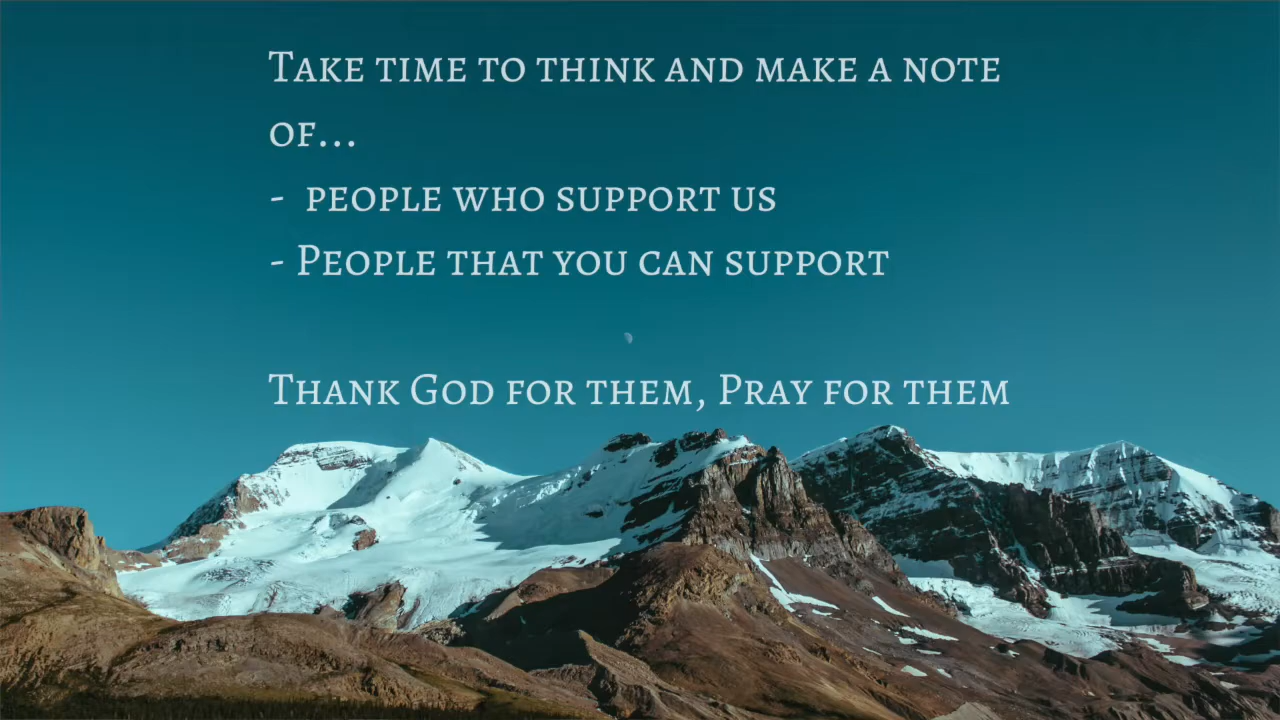 Take time to think and make a note
of...
- people who support us
- People that you can support
Thank God for them, Pray for them